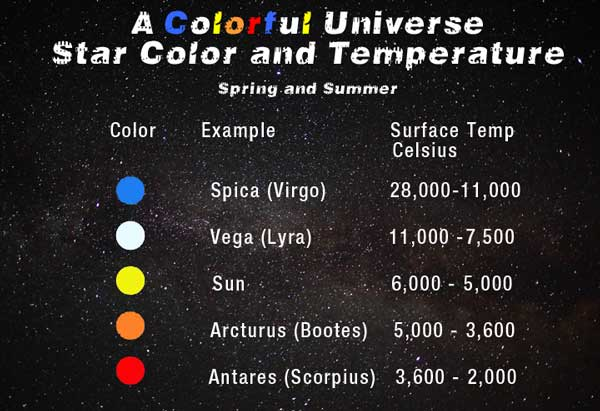 A Colorful Universe
Star Color and Temperature
Spring and Summer
Color Example Surface Temp
Celsius
Spica (Virgo) 28,000-11,000
Vega (Lyra) 11,000 -7,500
Sun 6,000 - 5,000
Arcturus (Bootes) 5,000 - 3,600
Antares (Scorpius) 3,600 - 2,000